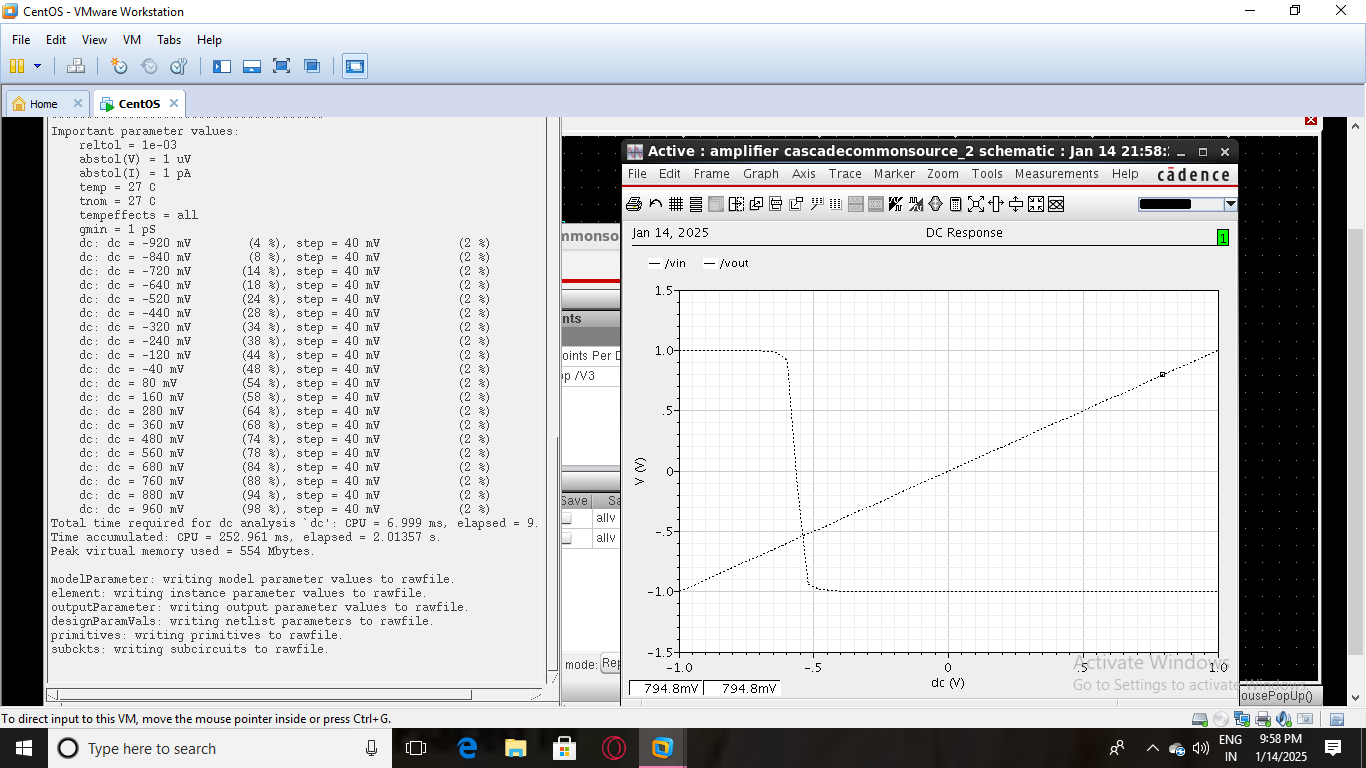 CentOS - VMware Workstation
File Edit View VM Tabs Help
Home × CentOS ×
Important parameter values:
reltol = 1e-03
abstol(V) = 1 uV
abstol(I) = 1 pA
temp = 27 C
tnom = 27 C
tempeffects = all
gmin = 1 pS
dc: dc = -920 mV (4 %), step = 40 mV (2 %)
dc: dc = -840 mV (8 %), step = 40 mV (2 %)
dc: dc = -720 mV (14 %), step = 40 mV (2 %)
dc: dc = -640 mV (18 %), step = 40 mV (2 %)
dc: dc = -520 mV (24 %), step = 40 mV (2 %)
dc: dc = -440 mV (28 %), step = 40 mV (2 %)
dc: dc = -320 mV (34 %), step = 40 mV (2 %)
dc: dc = -240 mV (38 %), step = 40 mV (2 %)
dc: dc = -120 mV (44 %), step = 40 mV (2 %)
dc: dc = -40 mV (48 %), step = 40 mV (2 %)
dc: dc = 80 mV (54 %), step = 40 mV (2 %)
dc: dc = 160 mV (58 %), step = 40 mV (2 %)
dc: dc = 280 mV (64 %), step = 40 mV (2 %)
dc: dc = 360 mV (68 %), step = 40 mV (2 %)
dc: dc = 480 mV (74 %), step = 40 mV (2 %)
dc: dc = 560 mV (78 %), step = 40 mV (2 %)
dc: dc = 680 mV (84 %), step = 40 mV (2 %)
dc: dc = 760 mV (88 %), step = 40 mV (2 %)
dc: dc = 880 mV (94 %), step = 40 mV (2 %)
dc: dc = 960 mV (98 %), step = 40 mV (2 %)
Total time required for dc analysis `dc': CPU = 6.999 ms, elapsed = 9.
Time accumulated: CPU = 252.961 ms, elapsed = 2.01357 s.
Peak virtual memory used = 554 Mbytes.
modelParameter: writing model parameter values to rawfile.
element: writing instance parameter values to rawfile.
outputParameter: writing output parameter values to rawfile.
designParamVals: writing netlist parameters to rawfile.
primitives: writing primitives to rawfile.
subckts: writing subcircuits to rawfile.
mmonso
nts
oints Per D
p /V3
Save Sa
allv
allv
mode: Rep
Active : amplifier cascadecommonsource_2 schematic : Jan 14 21:58:
File Edit Frame Graph Axis Trace Marker Zoom Tools Measurements Help cādence
Jan 14, 2025 DC Response 1
/vin /vout
1.5
1.0
.5
0
-.5
-1.0
-1.5
V (V)
-1.0 -.5 0 .5 1.0
dc (V)
794.8mV 794.8mV
ousePopUp()
Activate Windows
Go to Settings to activate Windows.
To direct input to this VM, move the mouse pointer inside or press Ctrl+G.
Type here to search
ENG
IN
9:58 PM
1/14/2025